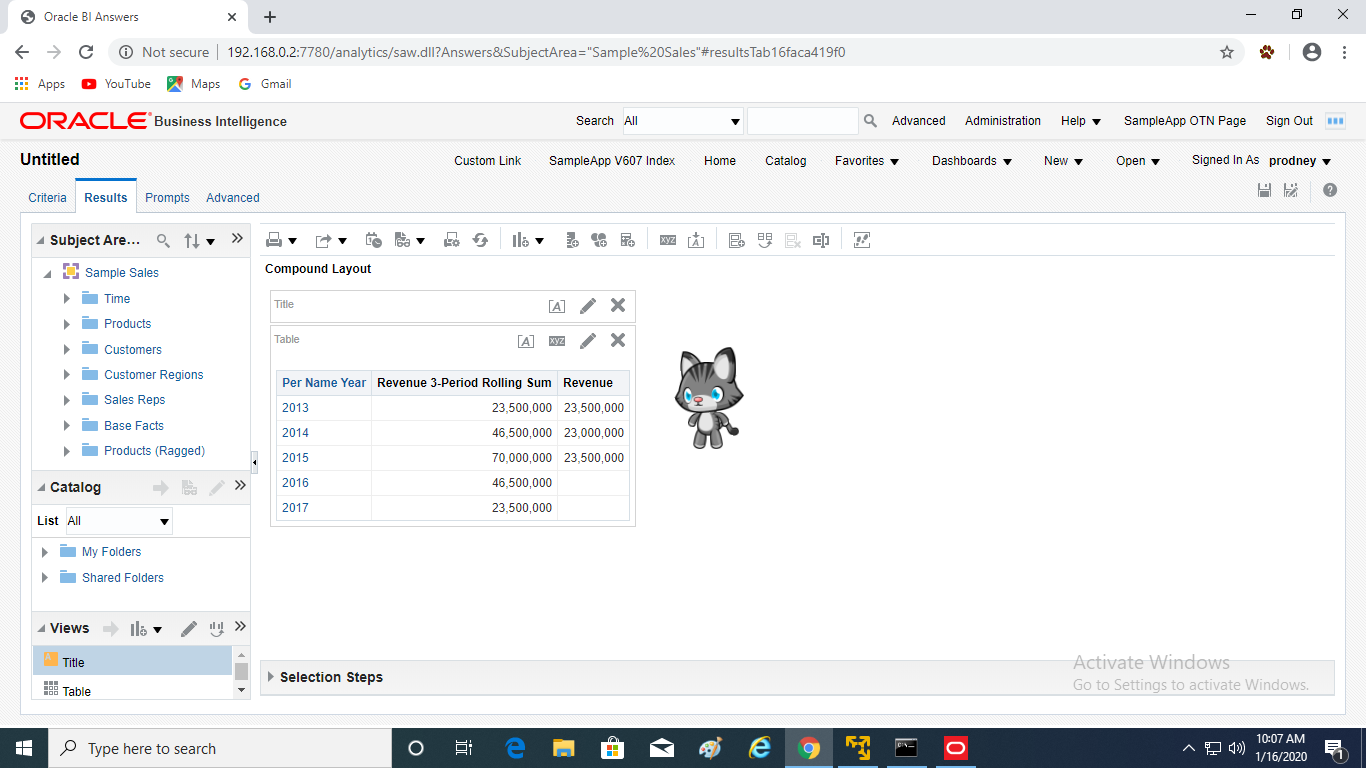 Oracle BI Answers
Not secure 192.168.0.2:7780/analytics/saw.dll?Answers&SubjectArea="Sample%20Sales"#resultsTab16faca419f0
Apps YouTube Maps Gmail
ORACLE Business Intelligence Search All Advanced Administration Help SampleApp OTN Page Sign Out
Untitled Custom Link SampleApp V607 Index Home Catalog Favorites Dashboards New Open Signed In As prodney
Criteria Results Prompts Advanced
Subject Are...
Sample Sales
Time
Products
Customers
Customer Regions
Sales Reps
Base Facts
Products (Ragged)
Catalog
List All
My Folders
Shared Folders
Views
Title
Table
Compound Layout
Title
Table
Per Name Year Revenue 3-Period Rolling Sum Revenue
2013 23,500,000 23,500,000
2014 46,500,000 23,000,000
2015 70,000,000 23,500,000
2016 46,500,000
2017 23,500,000
Selection Steps
Activate Windows
Go to Settings to activate Windows.
Type here to search
10:07 AM
1/16/2020
1